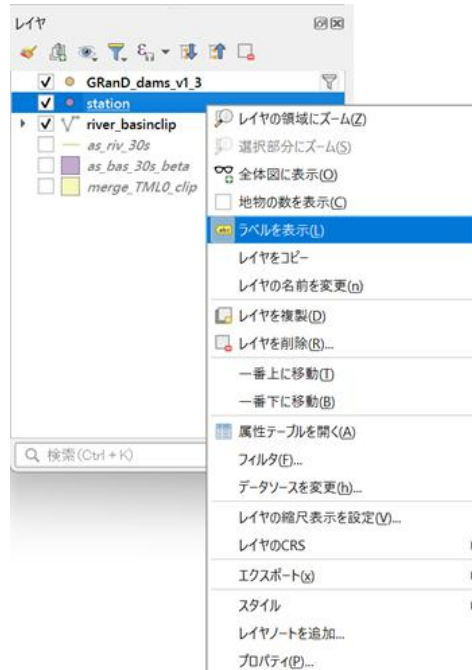 レイヤ
GRanD_dams_v1_3
station
river_basinclip
as_riv_30s
as_bas_30s_beta
merge_TML0_clip
検索(Ctrl + K)
レイヤの領域にズーム(Z)
選択部分にズーム(S)
全体図に表示(O)
地物の数を表示(C)
abc ラベルを表示(L)
レイヤをコピー
レイヤの名前を変更(n)
レイヤを複製(D)
レイヤを削除(R)...
一番上に移動(T)
一番下に移動(B)
属性テーブルを開く(A)
フィルタ(F)...
データソースを変更(h)...
レイヤの縮尺表示を設定(V)...
レイヤのCRS
エクスポート(x)
スタイル
レイヤノートを追加...
プロパティ(P)...